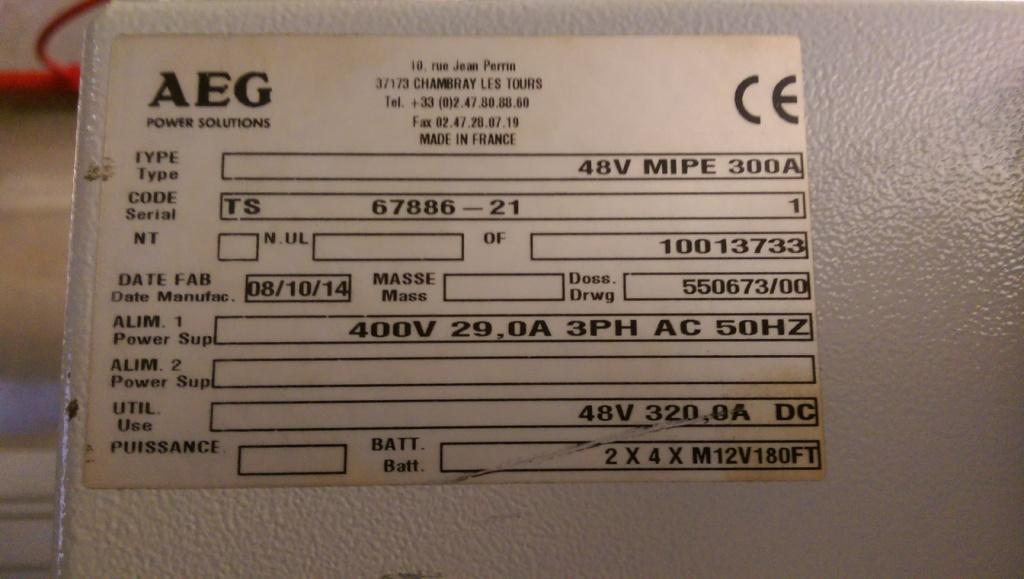 AEG
POWER SOLUTIONS
10, rue Jean Perrin
37173 CHAMBRAY LES TOURS
Tel. +33 (0)2.47.80.88.60
Fax 02.47.28.07.19
MADE IN FRANCE
CE
TYPE
Type
48V MIPE 300A
CODE
Serial
TS 67886-21 1
NT N.UL OF 10013733
DATE FAB
Date Manufac.
08/10/14
MASSE
Mass
Doss.
Drwg
550673/00
ALIM. 1
Power Sup
400V 29,0A 3PH AC 50HZ
ALIM. 2
Power Sup
UTIL.
Use
48V 320,0A DC
PUISSANCE.
BATT.
Batt.
2 X 4 X M12V180FT